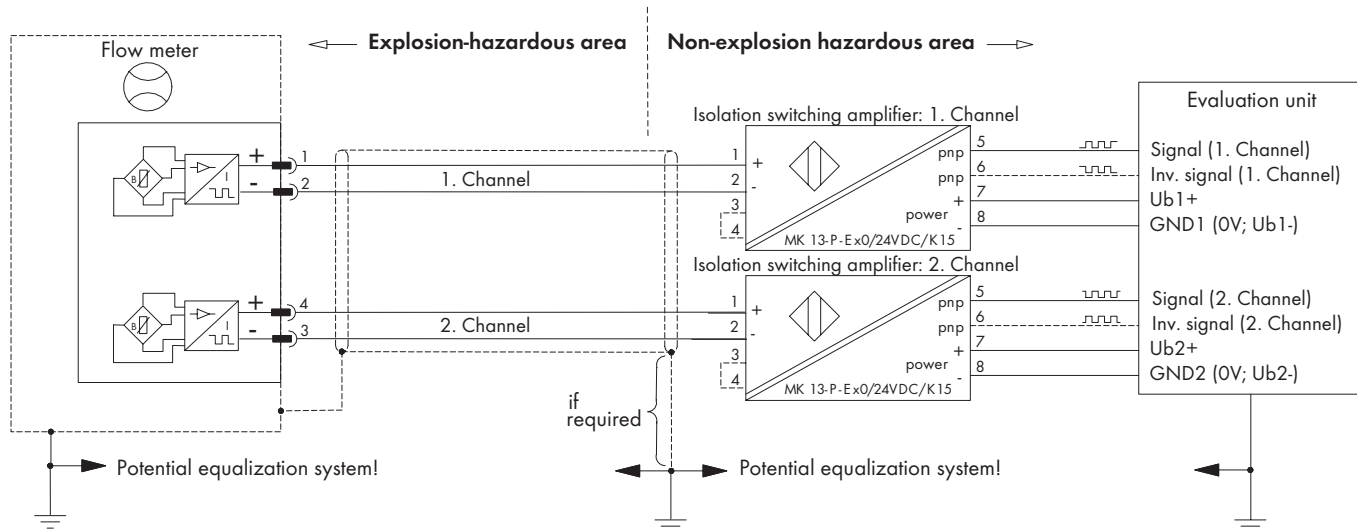 Explosion-hazardous area
Non-explosion hazardous area
Flow meter
B
I
+
-
1
2
1. Channel
B
I
+
-
4
3
2. Channel
Isolation switching amplifier: 1. Channel
1
2
3
4
+
-
pnp
pnp
+
power
-
5
6
7
8
MK 13-P-Ex0/24VDC/K15
Isolation switching amplifier: 2. Channel
1
2
3
4
+
-
pnp
pnp
+
power
-
5
6
7
8
MK 13-P-Ex0/24VDC/K15
Evaluation unit
Signal (1. Channel)
Inv. signal (1. Channel)
Ub1+
GND1 (0V; Ub1-)
Signal (2. Channel)
Inv. signal (2. Channel)
Ub2+
GND2 (0V; Ub2-)
if
required
Potential equalization system!
Potential equalization system!